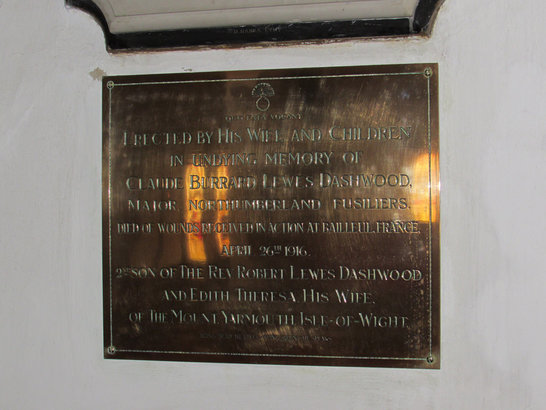 ERECTED BY HIS WIFE AND CHILDREN
IN UNDYING MEMORY OF
CLAUDE BURRARD LEWES DASHWOOD,
MAJOR, NORTHUMBERLAND FUSILIERS,
DIED OF WOUNDS RECEIVED IN ACTION AT BAILLEUL, FRANCE,
APRIL 26TH 1916.
2ND SON OF THE REV ROBERT LEWES DASHWOOD
AND EDITH THERESA, HIS WIFE,
OF THE MOUNT, YARMOUTH, ISLE-OF-WIGHT.